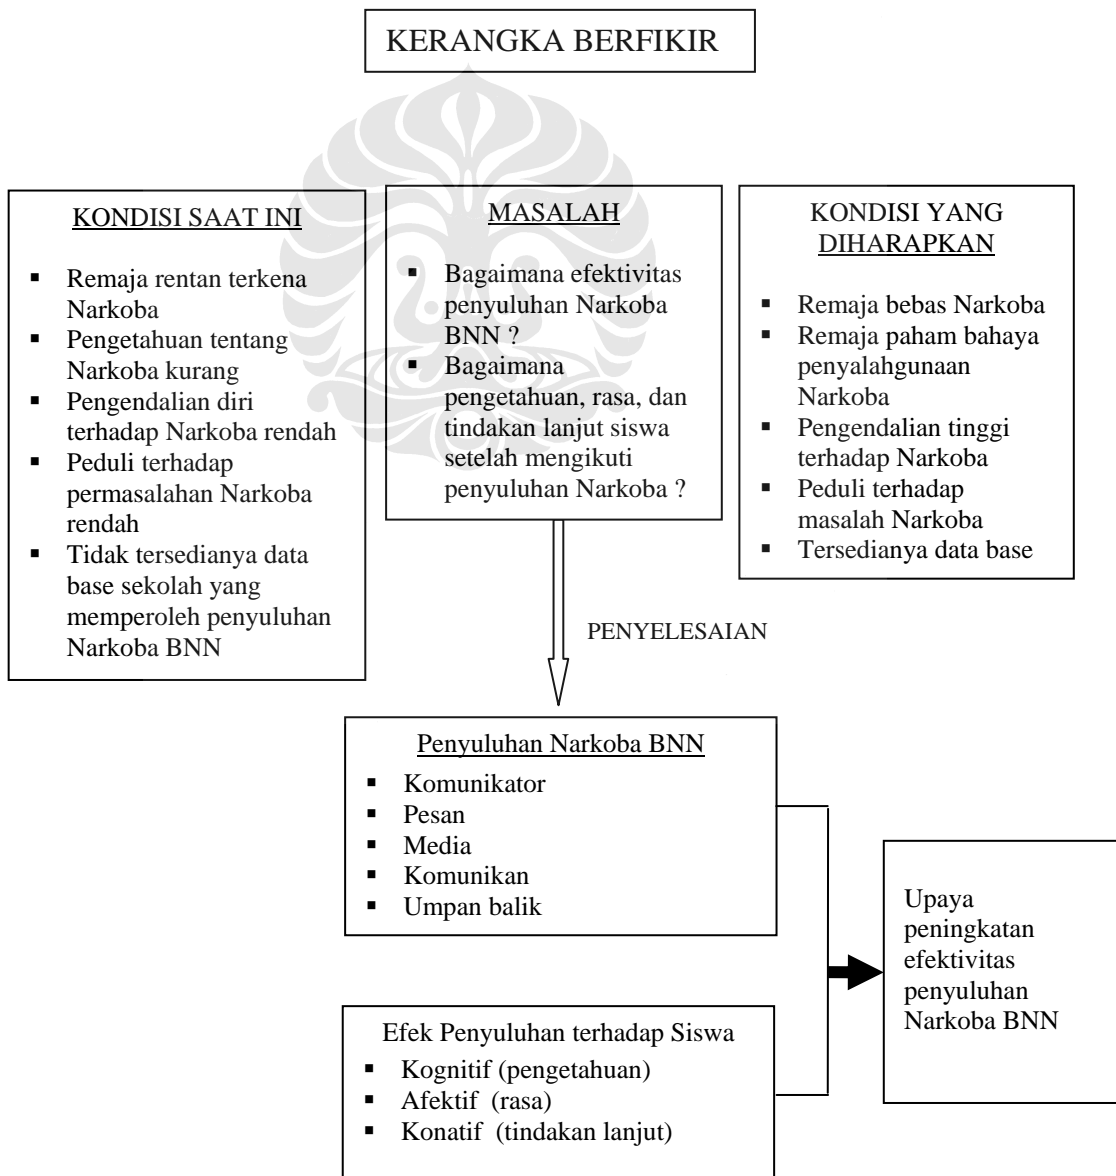 KERANGKA BERFIKIR
KONDISI SAAT INI
▪ Remaja rentan terkena
Narkoba
▪ Pengetahuan tentang
Narkoba kurang
▪ Pengendalian diri
terhadap Narkoba rendah
▪ Peduli terhadap
permasalahan Narkoba
rendah
▪ Tidak tersedianya data
base sekolah yang
memperoleh penyuluhan
Narkoba BNN
MASALAH
▪ Bagaimana efektivitas
penyuluhan Narkoba
BNN ?
▪ Bagaimana
pengetahuan, rasa, dan
tindakan lanjut siswa
setelah mengikuti
penyuluhan Narkoba ?
KONDISI YANG
DIHARAPKAN
▪ Remaja bebas Narkoba
▪ Remaja paham bahaya
penyalahgunaan
Narkoba
▪ Pengendalian tinggi
terhadap Narkoba
▪ Peduli terhadap
masalah Narkoba
▪ Tersedianya data base
PENYELESAIAN
Penyuluhan Narkoba BNN
▪ Komunikator
▪ Pesan
▪ Media
▪ Komunikan
▪ Umpan balik
Efek Penyuluhan terhadap Siswa
▪ Kognitif (pengetahuan)
▪ Afektif (rasa)
▪ Konatif (tindakan lanjut)
Upaya
peningkatan
efektivitas
penyuluhan
Narkoba BNN